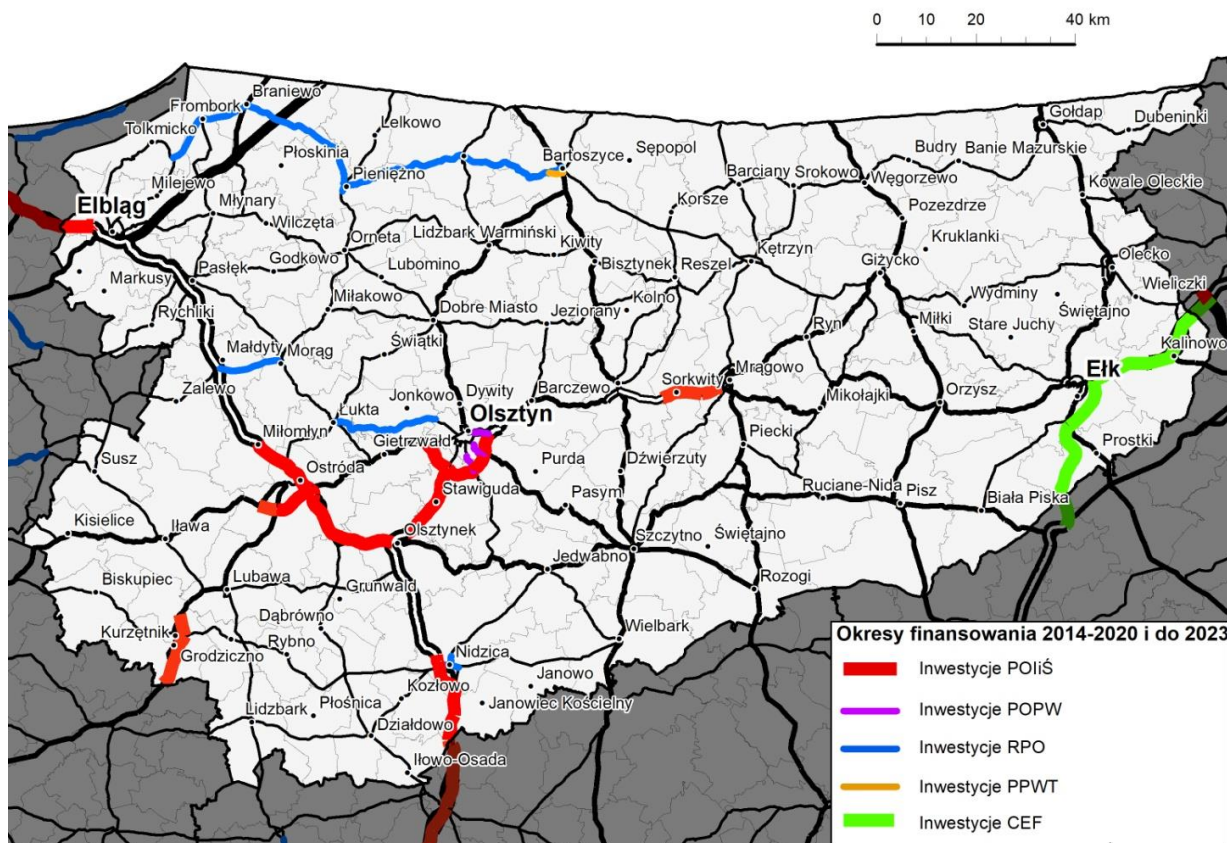 0 10 20 40 km
Braniewo
Frombork
Gołdap
Dubeninki
Tolkmicko
Lelkowo
Płoskinia
Bartoszyce
Sępopol
Budry
Banie Mazurskie
Pieniężno
Barciany
Srokowo
Węgorzewo
Kowale Oleckie
Milejewo
Elbląg
Młynary
Korsze
Pozezdrze
Wilczęta
Orneta
Lidzbark Warmiński
Kiwity
Kętrzyn
Kruklanki
Olecko
Godkowo
Lubomino
Bisztynek
Reszel
Giżycko
Wieliczki
Markusy
Pasłęk
Rychliki
Miłakowo
Dobre Miasto
Jeziorany
Kolno
Wydminy
Świętajno
Ryn
Miłki
Stare Juchy
Kalinowo
Małdyty
Morąg
Świątki
Zalewo
Jonkowo
Dywity
Barczewo
Sorkwity
Mrągowo
Ełk
Łukta
Olsztyn
Mikołajki
Orzysz
Miłomłyn
Gietrzwałd
Piecki
Prostki
Susz
Ostróda
Purda
Dźwierzuty
Stawiguda
Pasym
Ruciane-Nida
Pisz
Biała Piska
Kisielice
Iława
Olsztynek
Szczytno
Świętajno
Jedwabno
Biskupiec
Lubawa
Grunwald
Rozogi
Dąbrówno
Kurzętnik
Rybno
Wielbark
Grodziczno
Nidzica
Kozłowo
Janowo
Płośnica
Janowiec Kościelny
Lidzbark
Działdowo
Iłowo-Osada
Okresy finansowania 2014-2020 i do 2023
Inwestycje POIiŚ
Inwestycje POPW
Inwestycje RPO
Inwestycje PPWT
Inwestycje CEF